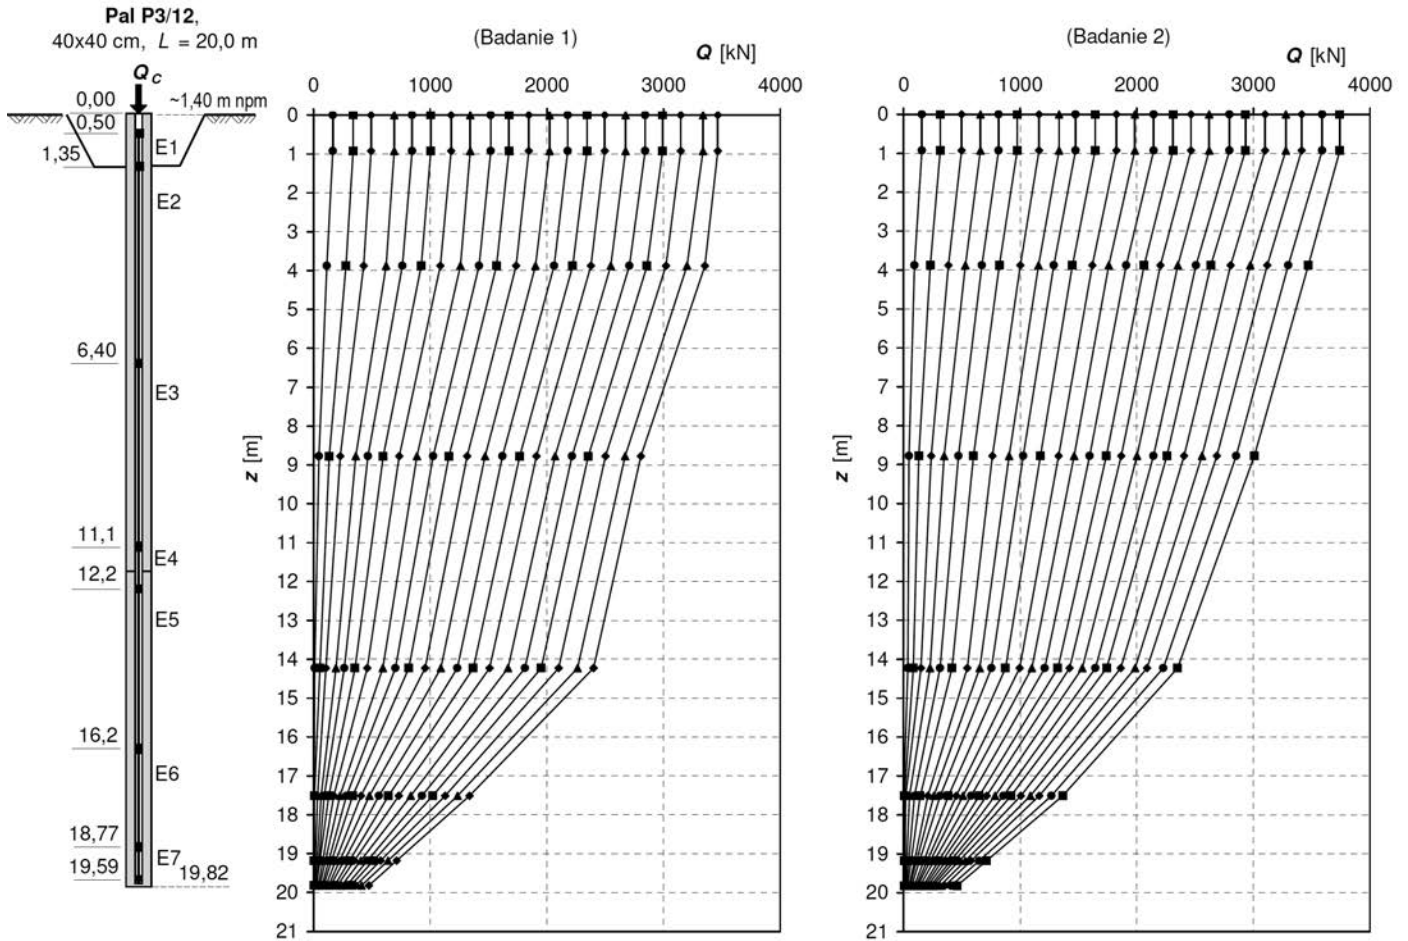 Pal P3/12,
40x40 cm, L = 20,0 m
Qc
0,00
~1,40 m npm
0,50
1,35
E1
E2
6,40
E3
11,1
E4
12,2
E5
16,2
E6
18,77
E7
19,59
19,82
(Badanie 1)
Q [kN]
0 1000 2000 3000 4000
0
1
2
3
4
5
6
7
8
9
10
11
12
13
14
15
16
17
18
19
20
21
z [m]
(Badanie 2)
Q [kN]
0 1000 2000 3000 4000
0
1
2
3
4
5
6
7
8
9
10
11
12
13
14
15
16
17
18
19
20
21
z [m]